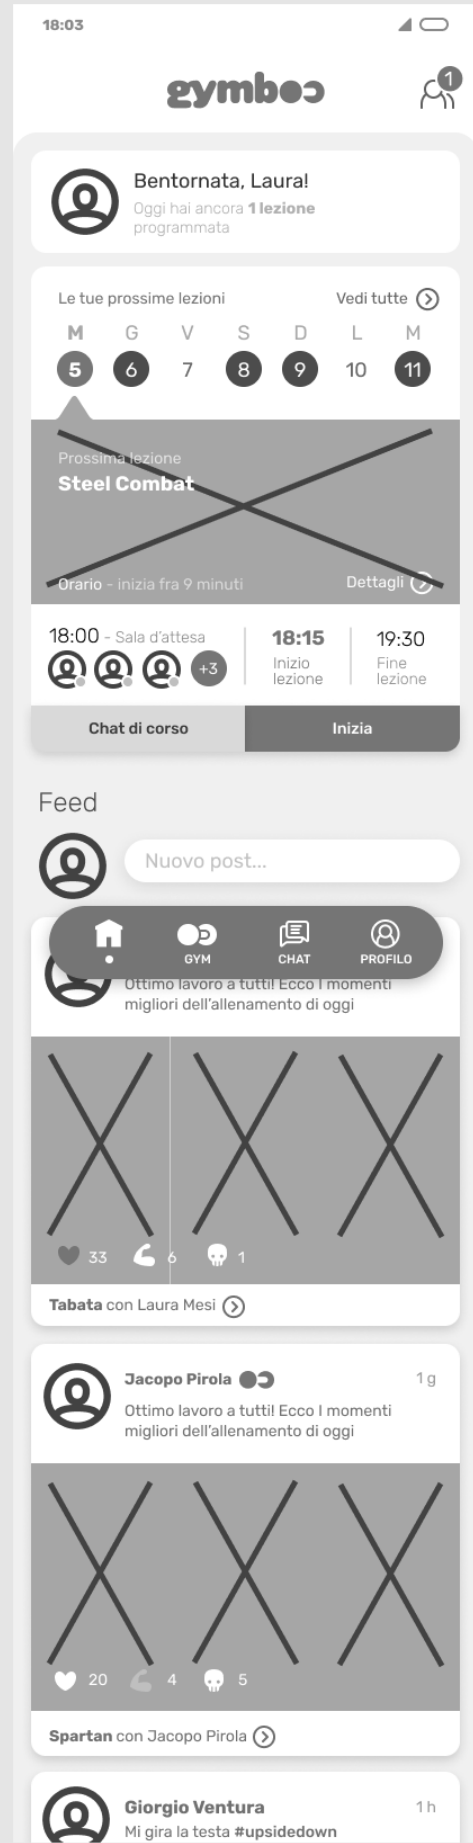 18:03
gymboo
1
Bentornata, Laura!
Oggi hai ancora 1 lezione
programmata
Le tue prossime lezioni
Vedi tutte
M G V S D L M
5 6 7 8 9 10 11
Prossima lezione
Steel Combat
Orario - inizia fra 9 minuti
Dettagli
18:00 - Sala d'attesa
+3
18:15
Inizio
lezione
19:30
Fine
lezione
Chat di corso
Inizia
Feed
Nuovo post...
GYM
CHAT
PROFILO
Ottimo lavoro a tutti! Ecco I momenti
migliori dell'allenamento di oggi
33 6 1
Tabata con Laura Mesi
Jacopo Pirola
1 g
Ottimo lavoro a tutti! Ecco I momenti
migliori dell'allenamento di oggi
20 4 5
Spartan con Jacopo Pirola
Giorgio Ventura
1 h
Mi gira la testa #upsidedown